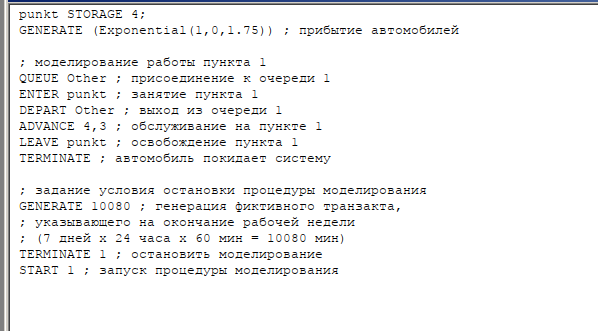 punkt STORAGE 4;
GENERATE (Exponential(1,0,1.75)) ; прибытие автомобилей
; моделирование работы пункта 1
QUEUE Other ; присоединение к очереди 1
ENTER punkt ; занятие пункта 1
DEPART Other ; выход из очереди 1
ADVANCE 4,3 ; обслуживание на пункте 1
LEAVE punkt ; освобождение пункта 1
TERMINATE ; автомобиль покидает систему
; задание условия остановки процедуры моделирования
GENERATE 10080 ; генерация фиктивного транзакта,
; указывающего на окончание рабочей недели
; (7 дней х 24 часа х 60 мин = 10080 мин)
TERMINATE 1 ; остановить моделирование
START 1 ; запуск процедуры моделирования